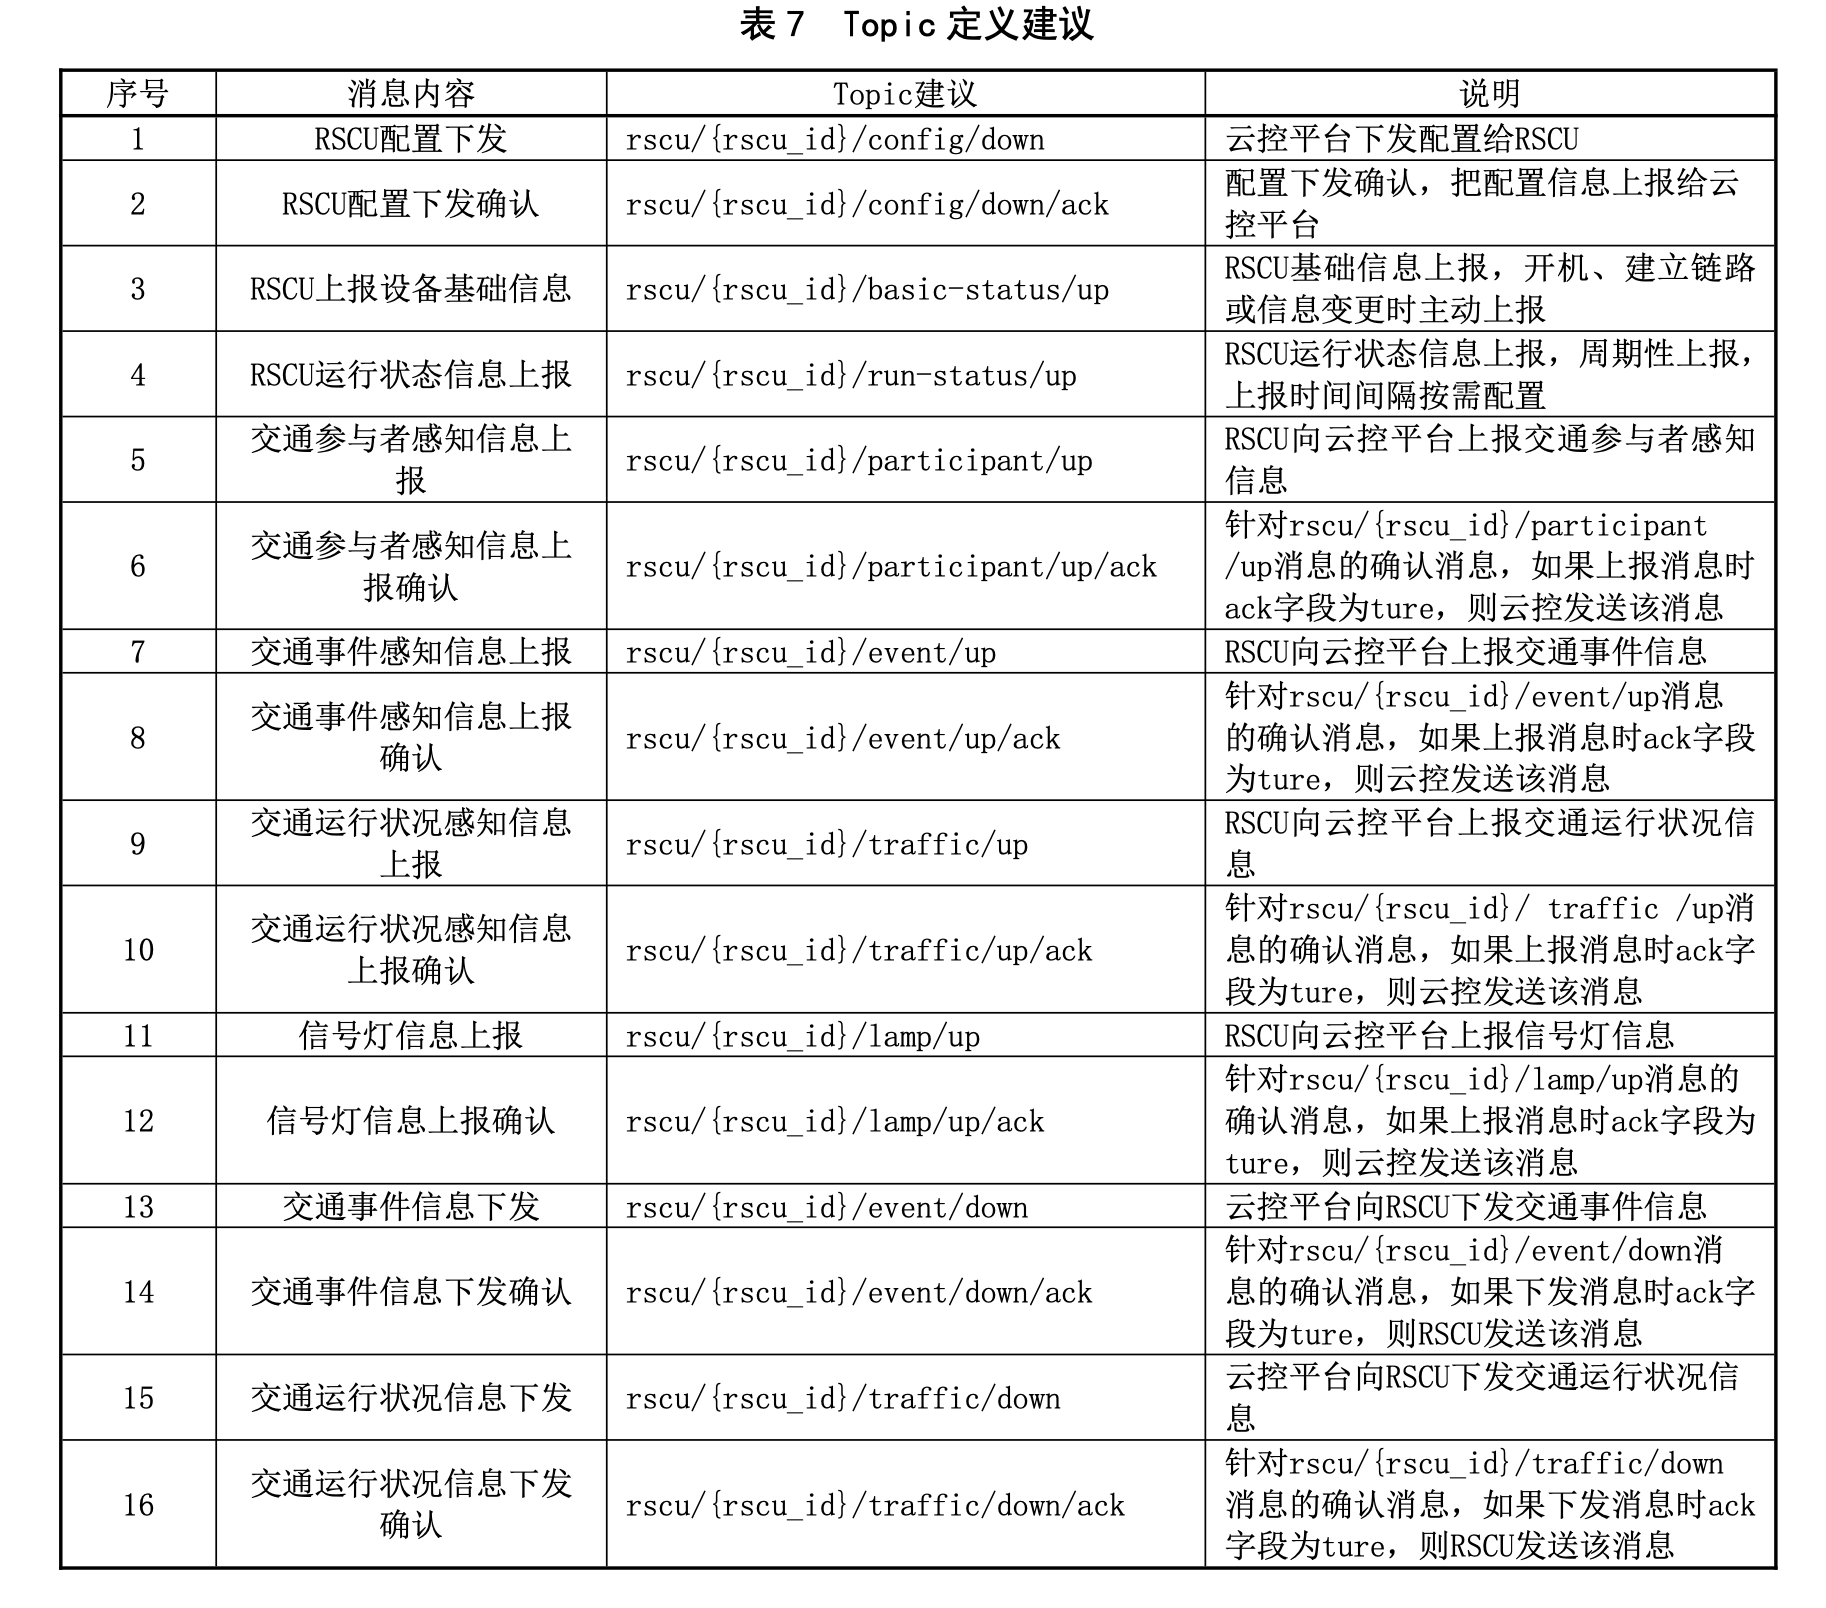 表 7　Topic 定义建议
序号 消息内容 Topic建议 说明
1 RSCU配置下发 rscu/{rscu_id}/config/down 云控平台下发配置给RSCU
2 RSCU配置下发确认 rscu/{rscu_id}/config/down/ack 配置下发确认，把配置信息上报给云
控平台
3 RSCU上报设备基础信息 rscu/{rscu_id}/basic-status/up RSCU基础信息上报，开机、建立链路
或信息变更时主动上报
4 RSCU运行状态信息上报 rscu/{rscu_id}/run-status/up RSCU运行状态信息上报，周期性上报，
上报时间间隔按需配置
5 交通参与者感知信息上
报 rscu/{rscu_id}/participant/up RSCU向云控平台上报交通参与者感知
信息
6 交通参与者感知信息上
报确认 rscu/{rscu_id}/participant/up/ack 针对rscu/{rscu_id}/participant
/up消息的确认消息，如果上报消息时
ack字段为ture，则云控发送该消息
7 交通事件感知信息上报 rscu/{rscu_id}/event/up RSCU向云控平台上报交通事件信息
8 交通事件感知信息上报
确认 rscu/{rscu_id}/event/up/ack 针对rscu/{rscu_id}/event/up消息
的确认消息，如果上报消息时ack字段
为ture，则云控发送该消息
9 交通运行状况感知信息
上报 rscu/{rscu_id}/traffic/up RSCU向云控平台上报交通运行状况信
息
10 交通运行状况感知信息
上报确认 rscu/{rscu_id}/traffic/up/ack 针对rscu/{rscu_id}/ traffic /up消
息的确认消息，如果上报消息时ack字
段为ture，则云控发送该消息
11 信号灯信息上报 rscu/{rscu_id}/lamp/up RSCU向云控平台上报信号灯信息
12 信号灯信息上报确认 rscu/{rscu_id}/lamp/up/ack 针对rscu/{rscu_id}/lamp/up消息的
确认消息，如果上报消息时ack字段为
ture，则云控发送该消息
13 交通事件信息下发 rscu/{rscu_id}/event/down 云控平台向RSCU下发交通事件信息
14 交通事件信息下发确认 rscu/{rscu_id}/event/down/ack 针对rscu/{rscu_id}/event/down消
息的确认消息，如果下发消息时ack字
段为ture，则RSCU发送该消息
15 交通运行状况信息下发 rscu/{rscu_id}/traffic/down 云控平台向RSCU下发交通运行状况信
息
16 交通运行状况信息下发
确认 rscu/{rscu_id}/traffic/down/ack 针对rscu/{rscu_id}/traffic/down
消息的确认消息，如果下发消息时ack
字段为ture，则RSCU发送该消息